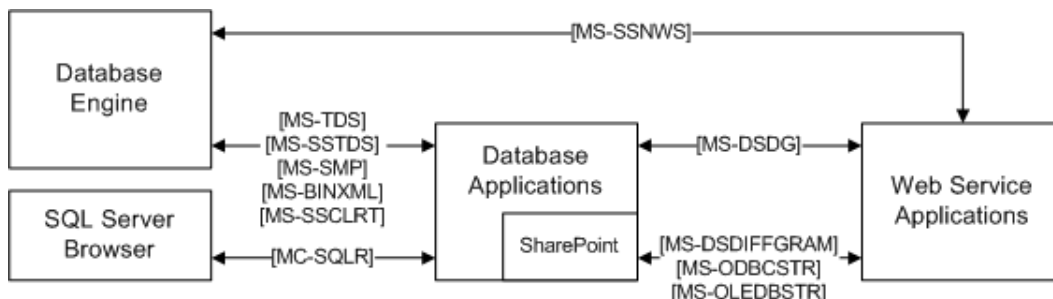 [MS-SSNWS]
Database
Engine
[MS-TDS]
[MS-SSTDS]
[MS-SMP]
[MS-BINXML]
[MS-SSCLRT]
Database
Applications
[MS-DSDG]
Web Service
Applications
SQL Server
Browser
[MC-SQLR]
SharePoint
[MS-DSDIFFGRAM]
[MS-ODBCSTR]
[MS-OLEDBSTR]